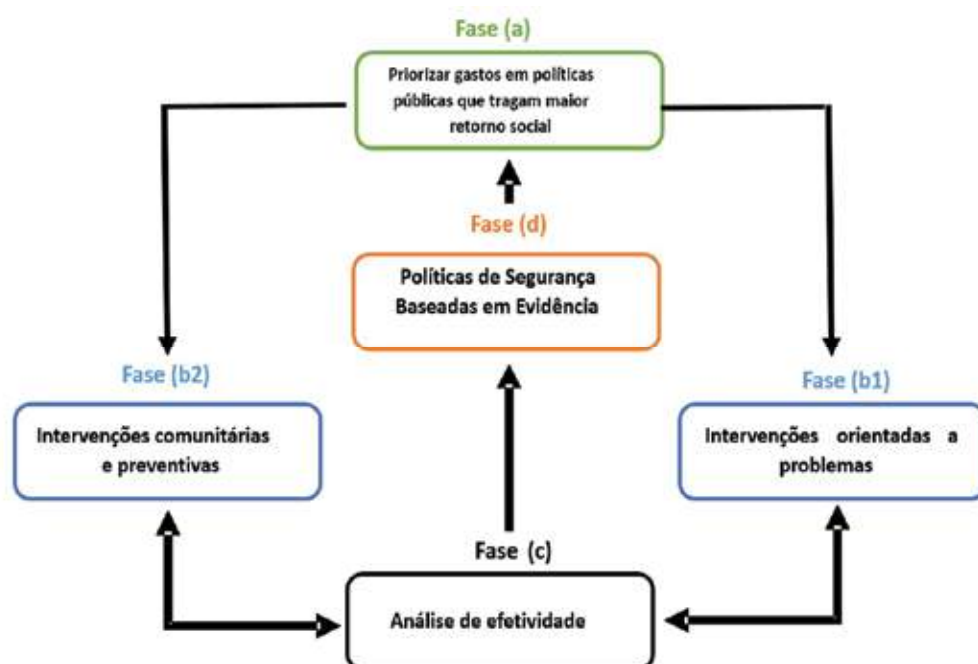 Fase (a)
Priorizar gastos em políticas
públicas que tragam maior
retorno social
Fase (d)
Políticas de Segurança
Baseadas em Evidência
Fase (b2)
Intervenções comunitárias
e preventivas
Fase (b1)
Intervenções orientadas a
problemas
Fase (c)
Análise de efetividade